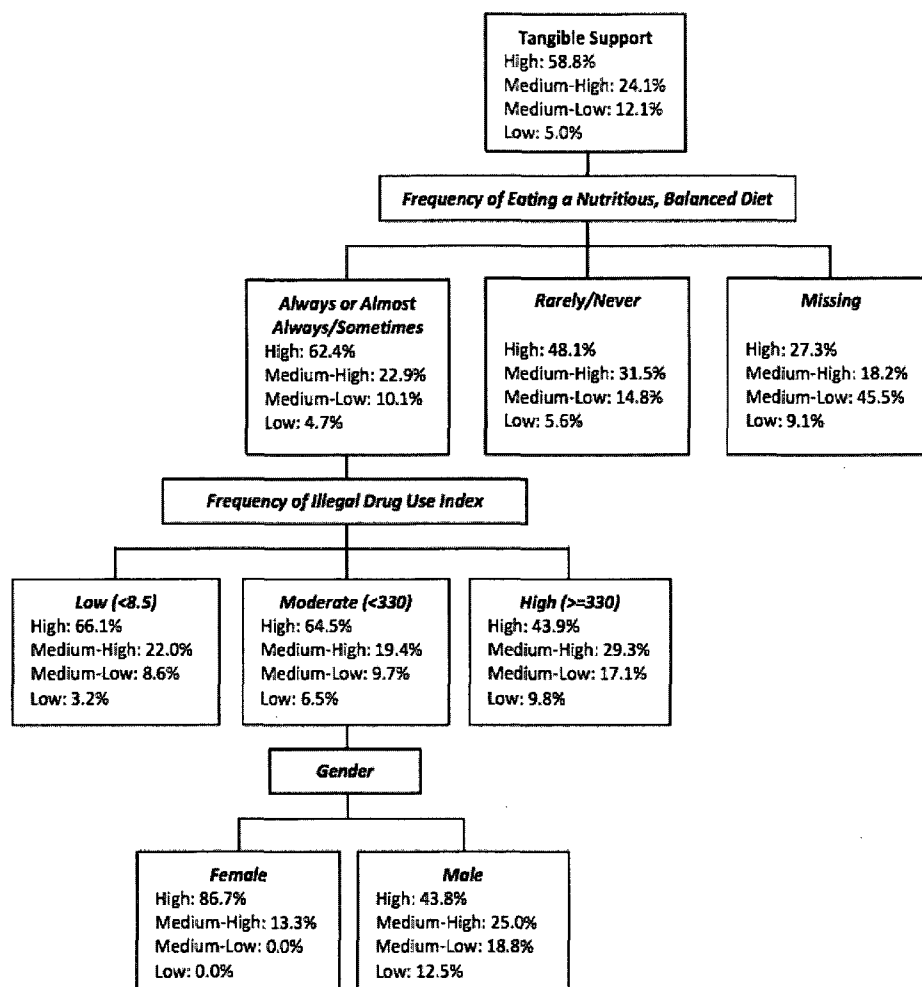 Tangible Support
High: 58.8%
Medium-High: 24.1%
Medium-Low: 12.1%
Low: 5.0%
Frequency of Eating a Nutritious, Balanced Diet
Always or Almost
Always/Sometimes
High: 62.4%
Medium-High: 22.9%
Medium-Low: 10.1%
Low: 4.7%
Rarely/Never
High: 48.1%
Medium-High: 31.5%
Medium-Low: 14.8%
Low: 5.6%
Missing
High: 27.3%
Medium-High: 18.2%
Medium-Low: 45.5%
Low: 9.1%
Frequency of Illegal Drug Use Index
Low (<8.5)
High: 66.1%
Medium-High: 22.0%
Medium-Low: 8.6%
Low: 3.2%
Moderate (<330)
High: 64.5%
Medium-High: 19.4%
Medium-Low: 9.7%
Low: 6.5%
High (>=330)
High: 43.9%
Medium-High: 29.3%
Medium-Low: 17.1%
Low: 9.8%
Gender
Female
High: 86.7%
Medium-High: 13.3%
Medium-Low: 0.0%
Low: 0.0%
Male
High: 43.8%
Medium-High: 25.0%
Medium-Low: 18.8%
Low: 12.5%